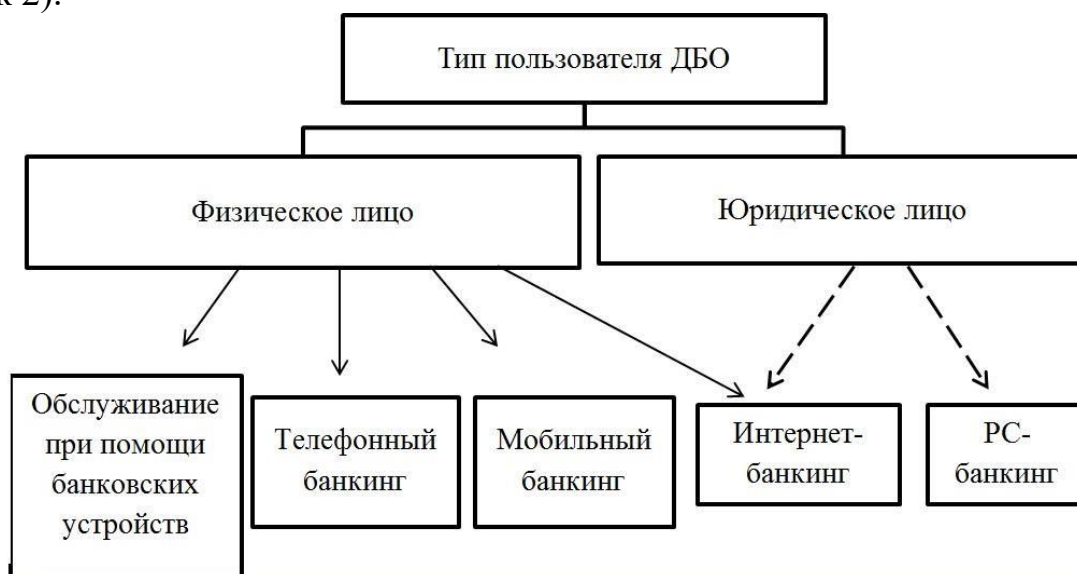 к 2).
Тип пользователя ДБО
Физическое лицо
Юридическое лицо
Обслуживание
при помощи
банковских
устройств
Телефонный
банкинг
Мобильный
банкинг
Интернет-
банкинг
РС-
банкинг